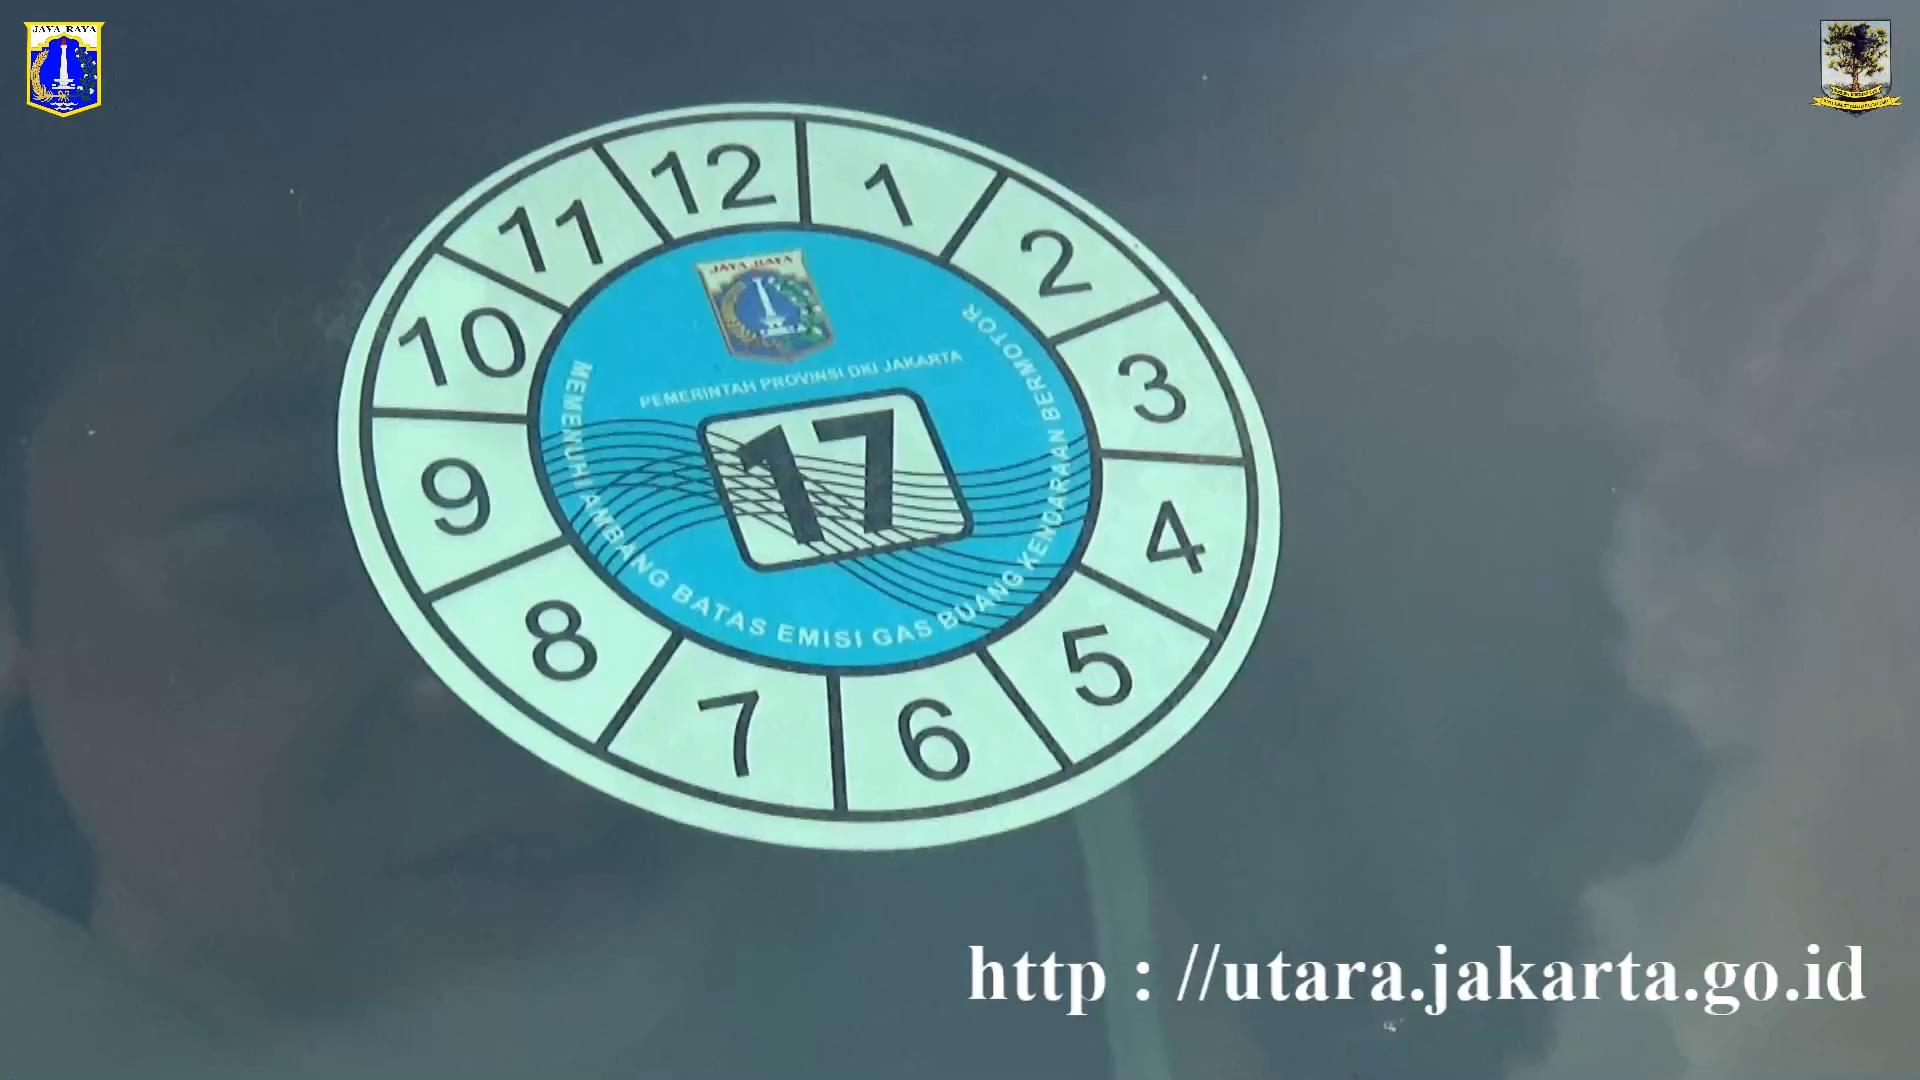 JAYA RAYA
12
1
2
3
4
5
6
7
8
9
10
11
JAYA RAYA
PEMERINTAH PROVINSI DKI JAKARTA
17
MEMENUHI AMBANG BATAS EMISI GAS BUANG KENDARAAN BERMOTOR
http : //utara.jakarta.go.id